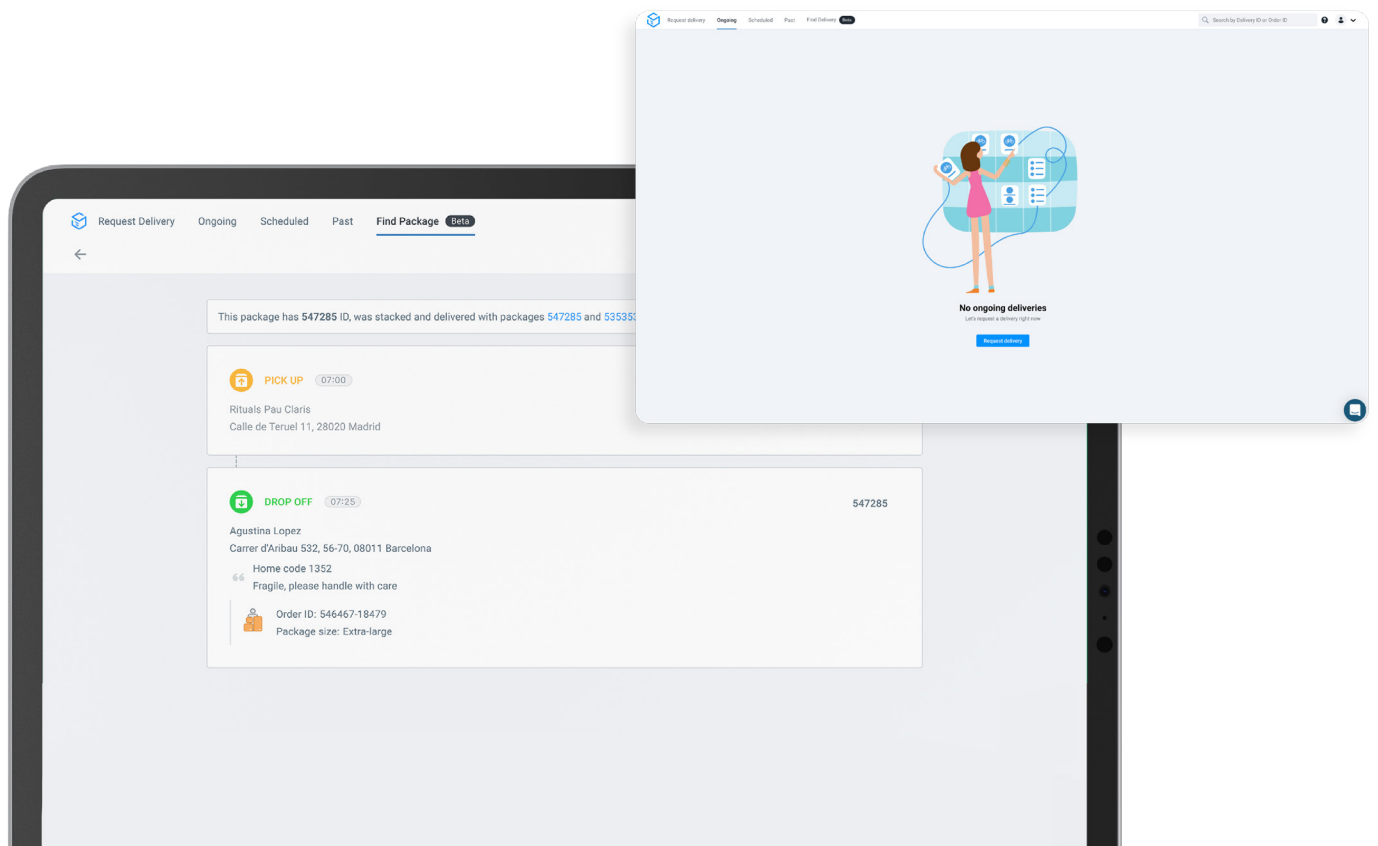 Request delivery Ongoing Scheduled Past Find Delivery Beta Search by Delivery ID or Order ID
No ongoing deliveries
Let's request a delivery right now
Request delivery
Request Delivery Ongoing Scheduled Past Find Package Beta
This package has 547285 ID, was stacked and delivered with packages 547285 and 535353
PICK UP 07:00
Rituals Pau Claris
Calle de Teruel 11, 28020 Madrid
DROP OFF 07:25 547285
Agustina Lopez
Carrer d'Aribau 532, 56-70, 08011 Barcelona
Home code 1352
Fragile, please handle with care
Order ID: 546467-18479
Package size: Extra-large